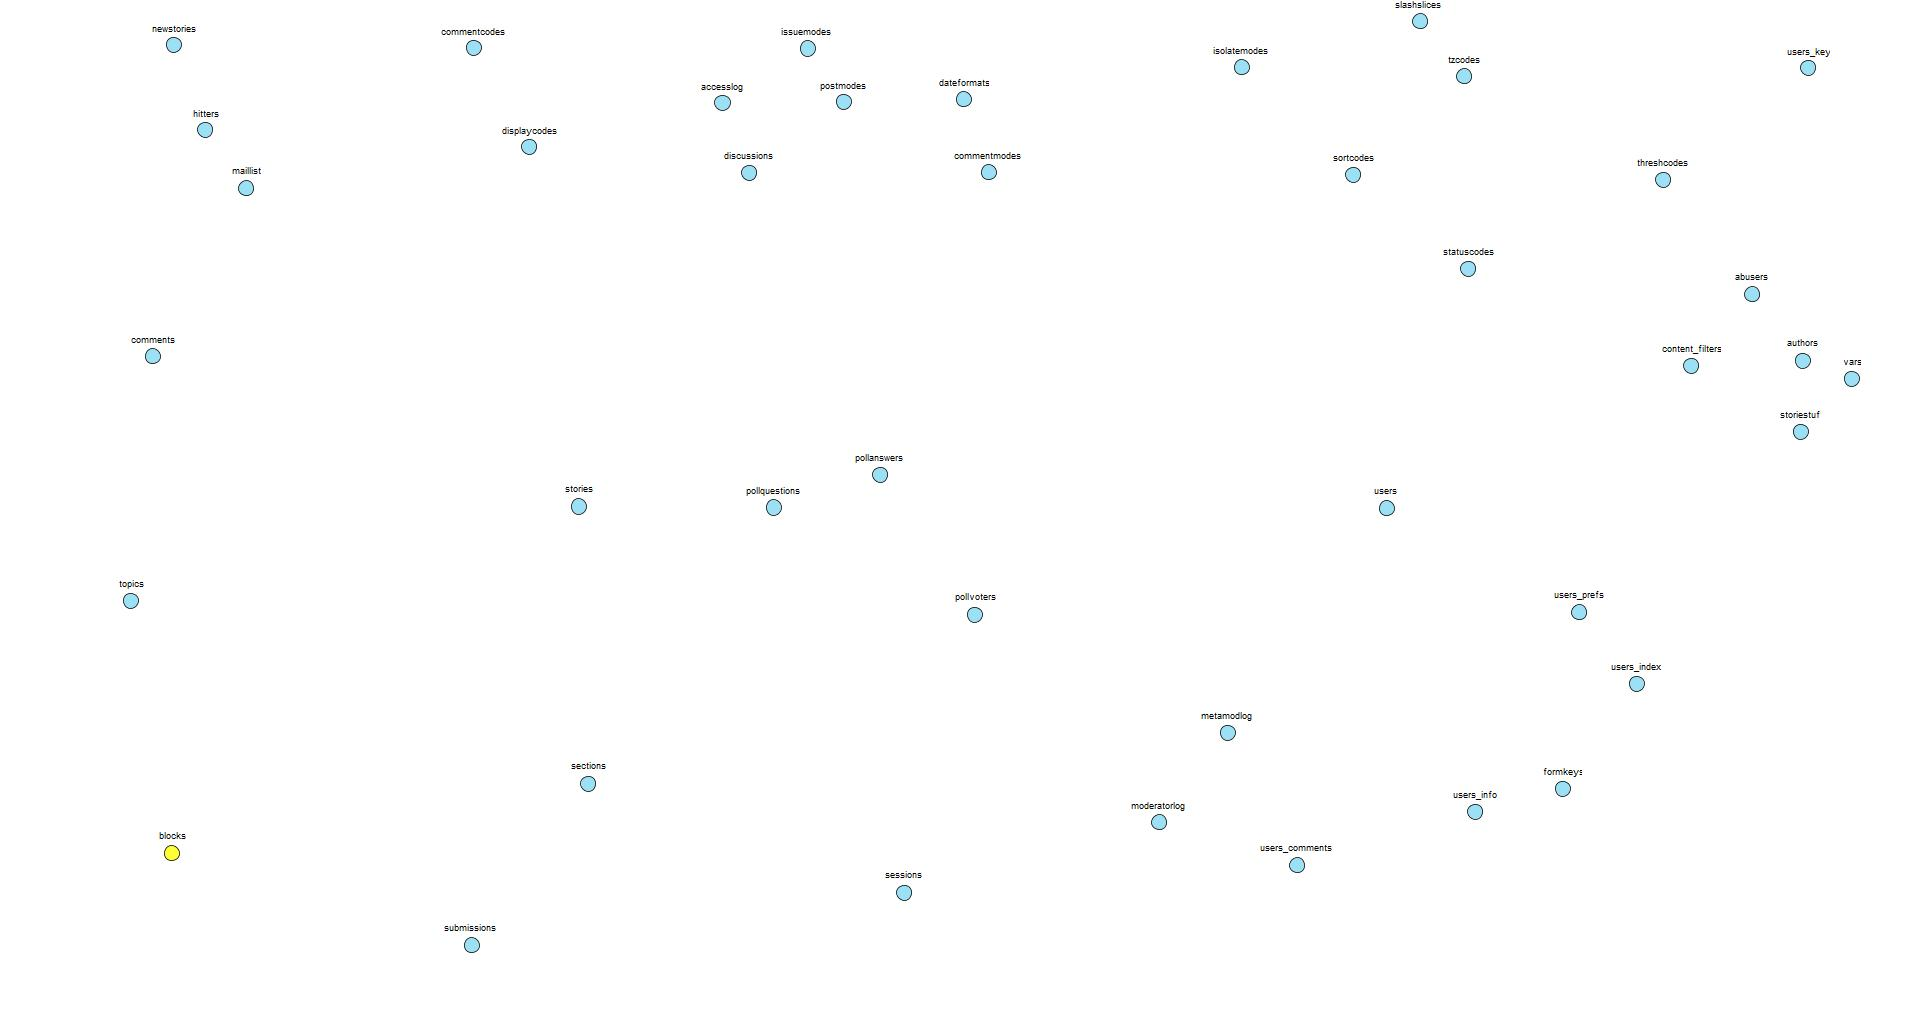 slashslices
newstories
commentcodes
issuemodes
isolatemodes
users_key
tzcodes
accesslog
postmodes
dateformats
hitters
displaycodes
discussions
commentmodes
sortcodes
threshcodes
maillist
statuscodes
abusers
comments
content_filters
authors
vars
storiestuf
pollanswers
stories
pollquestions
users
topics
pollvoters
users_prefs
users_index
metamodlog
sections
formkeys
users_info
moderatorlog
blocks
users_comments
sessions
submissions